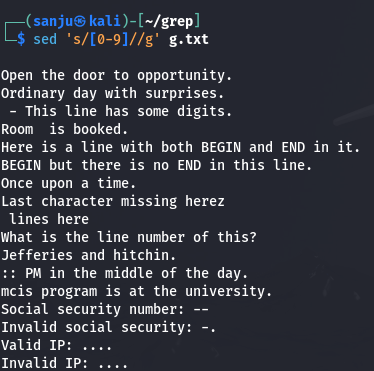 ┌──(sanju㉿kali)-[~/grep]
└─$ sed 's/[0-9]//g' g.txt
Open the door to opportunity.
Ordinary day with surprises.
 - This line has some digits.
Room  is booked.
Here is a line with both BEGIN and END in it.
BEGIN but there is no END in this line.
Once upon a time.
Last character missing herez
 lines here
What is the line number of this?
Jefferies and hitchin.
:: PM in the middle of the day.
mcis program is at the university.
Social security number: --
Invalid social security: -.
Valid IP: ....
Invalid IP: ....